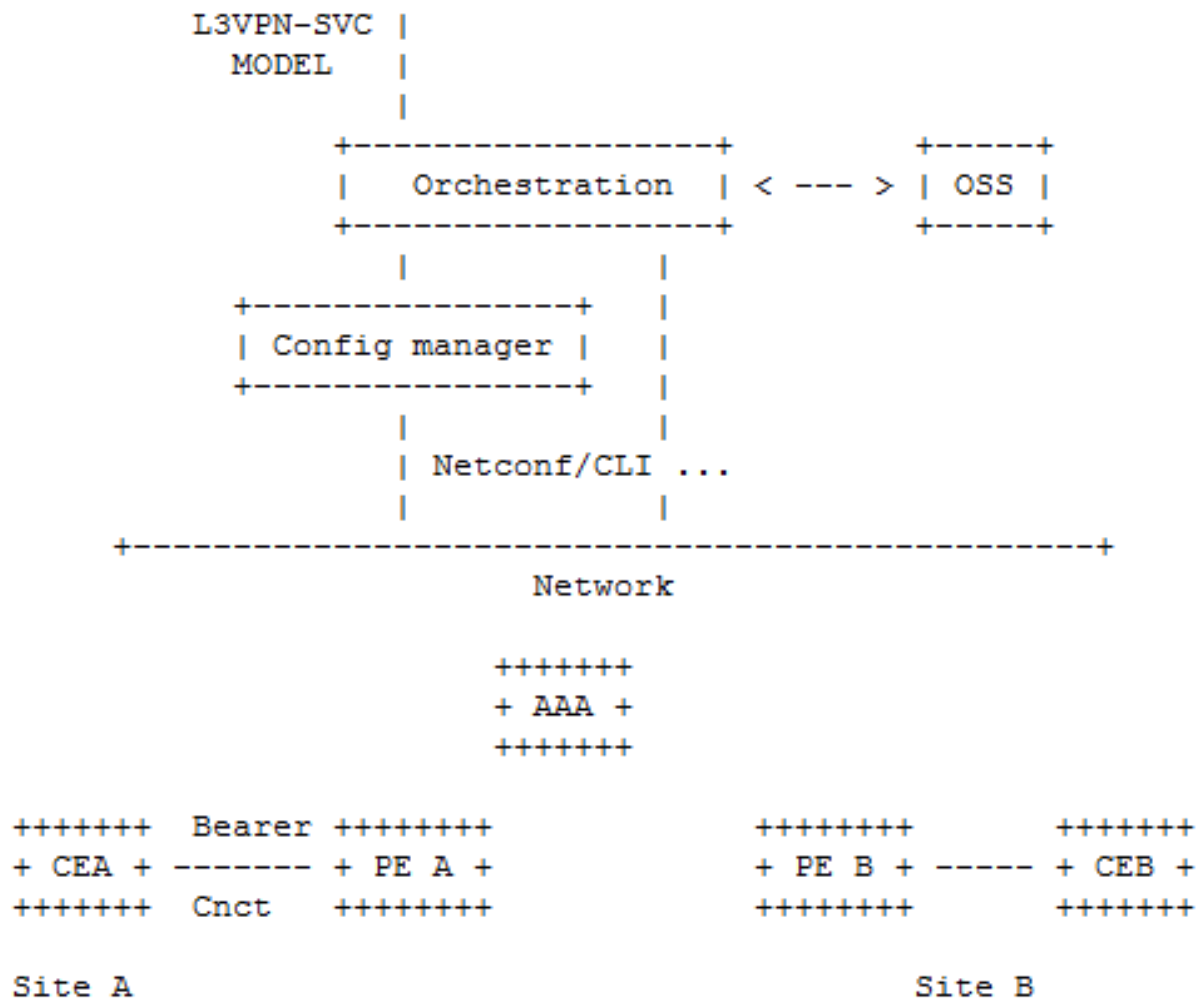 L3VPN-SVC |
MODEL |
|
+------------------+ +-----+
| Orchestration | < --- > | OSS |
+------------------+ +-----+
| |
+----------------+ |
| Config manager | |
+----------------+ |
| |
| Netconf/CLI ...
| |
+------------------------------------------------+
Network
+++++++
+ AAA +
+++++++
+++++++ Bearer ++++++++ ++++++++ +++++++
+ CEA + ------- + PE A + + PE B + ----- + CEB +
+++++++ Cnct ++++++++ ++++++++ +++++++
Site A Site B